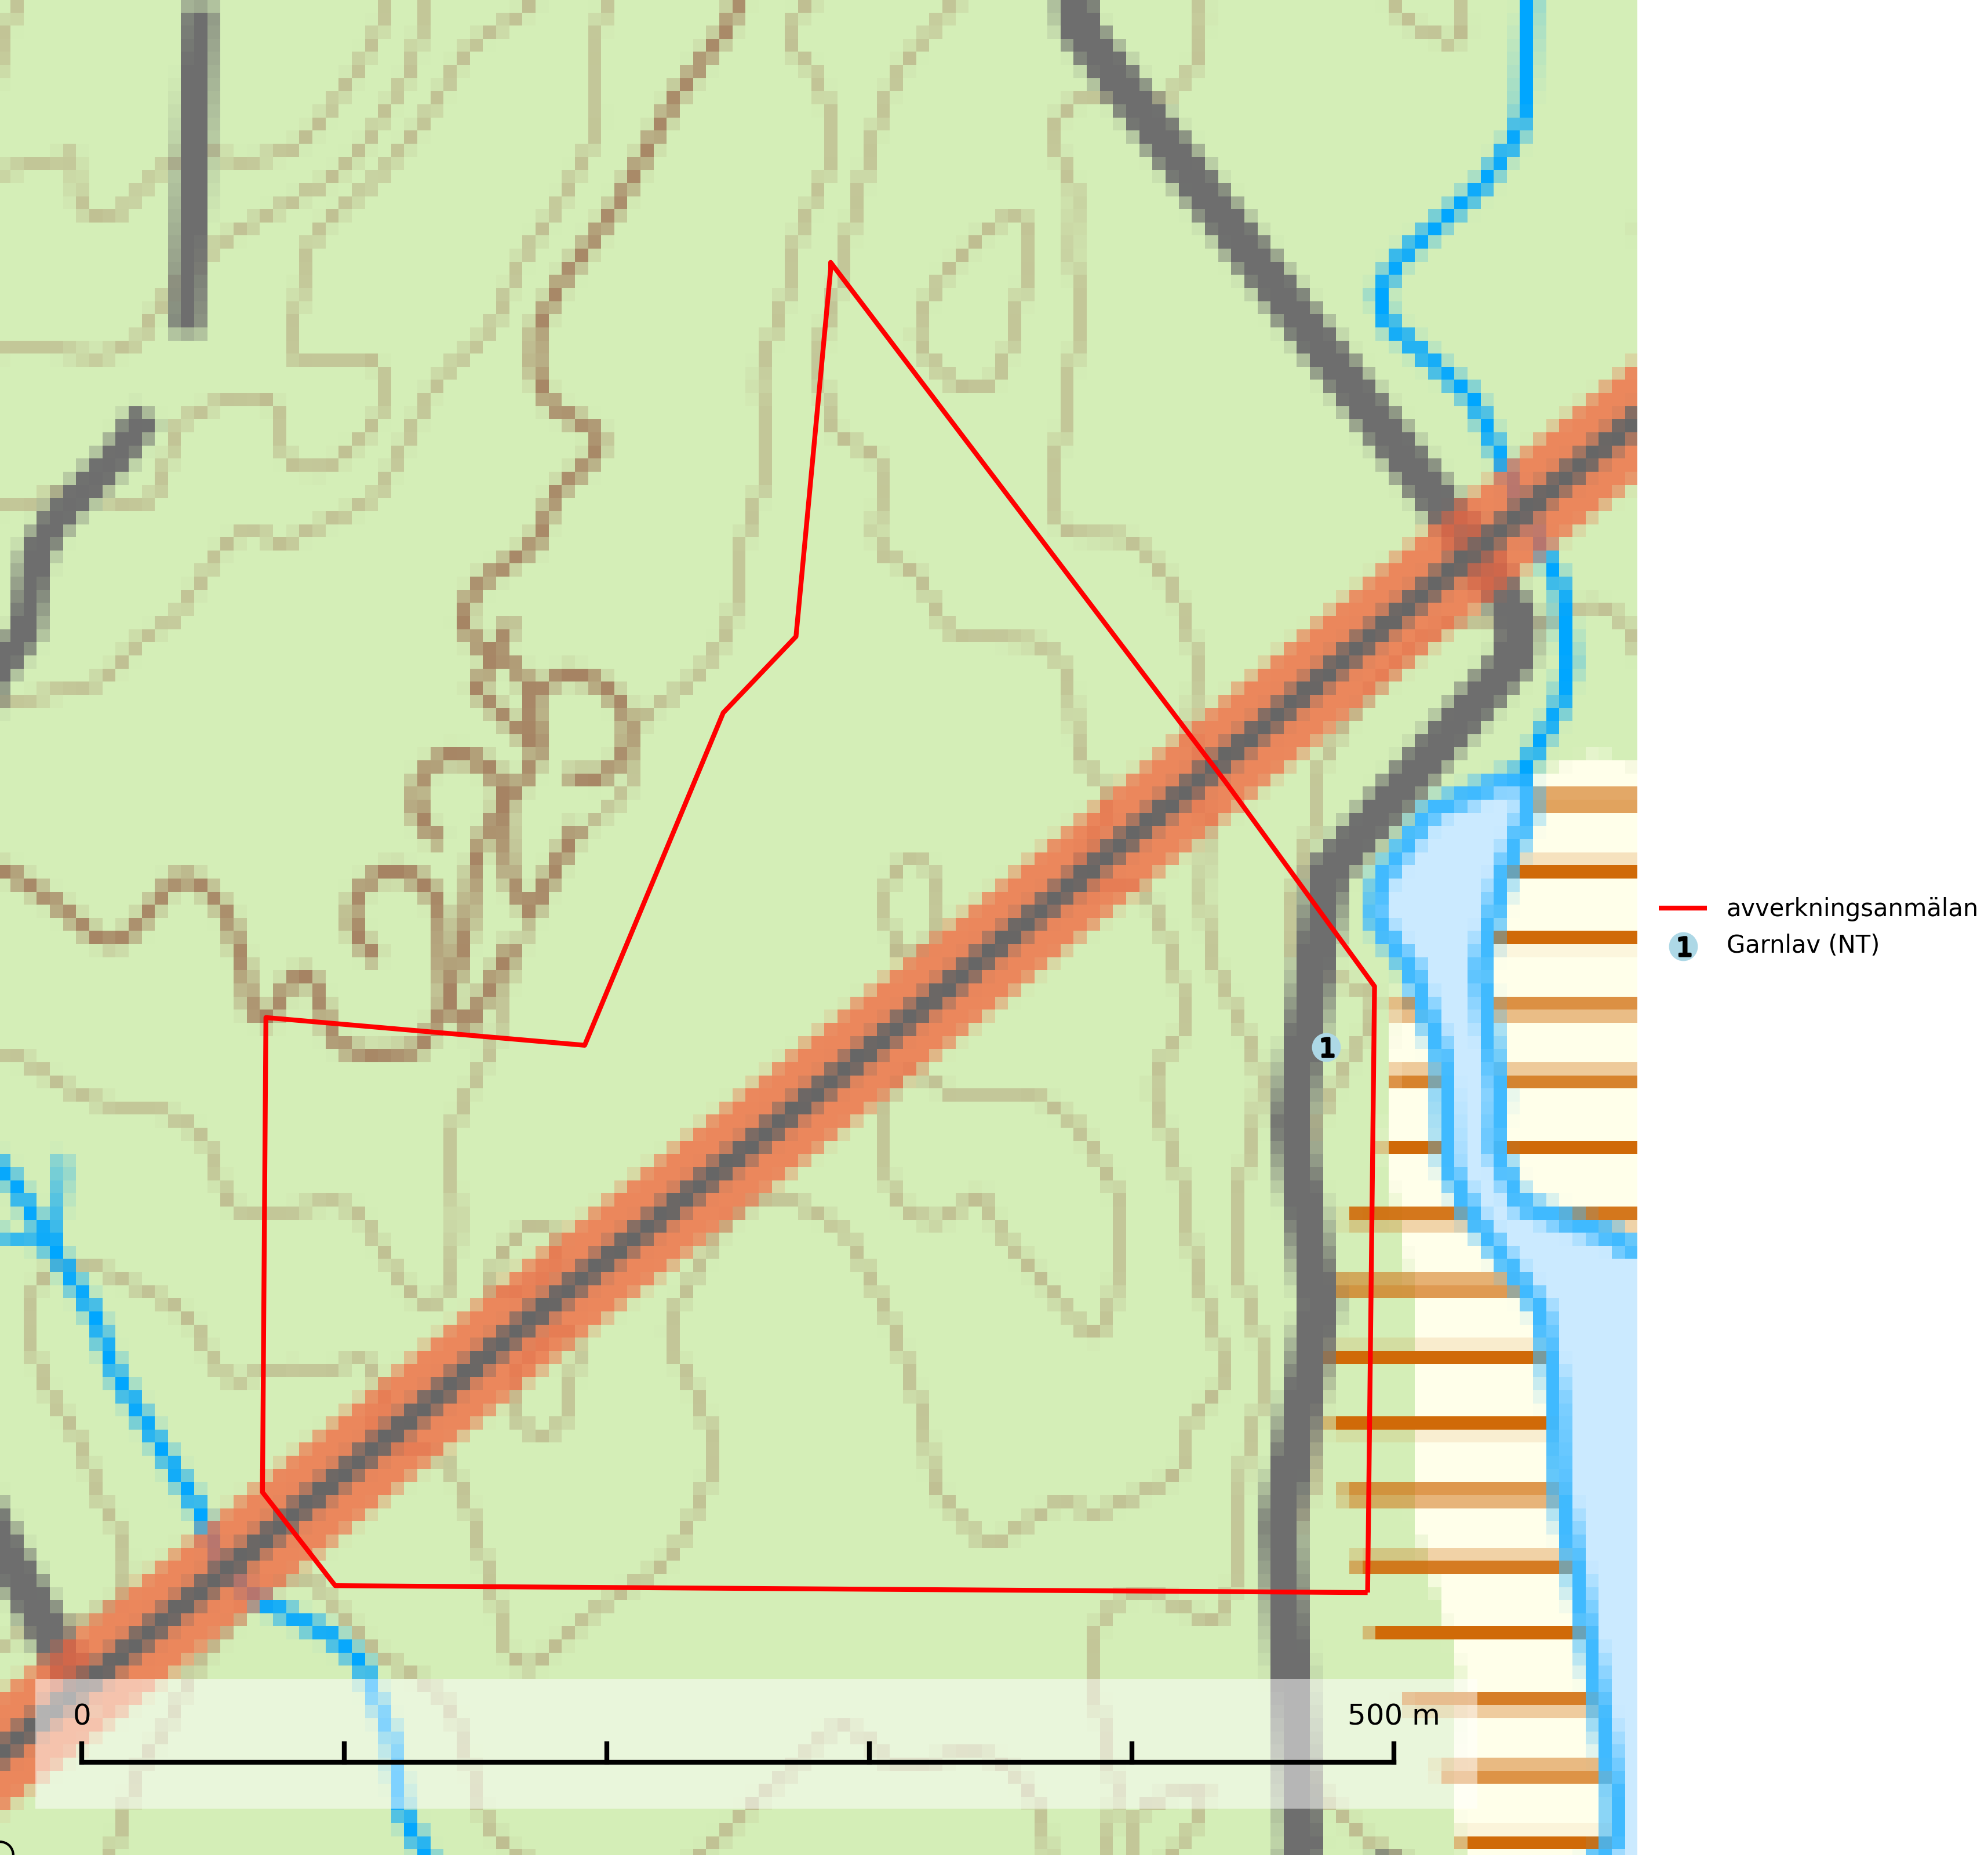 avverkningsanmälan
1 Garnlav (NT)
1
0 500 m